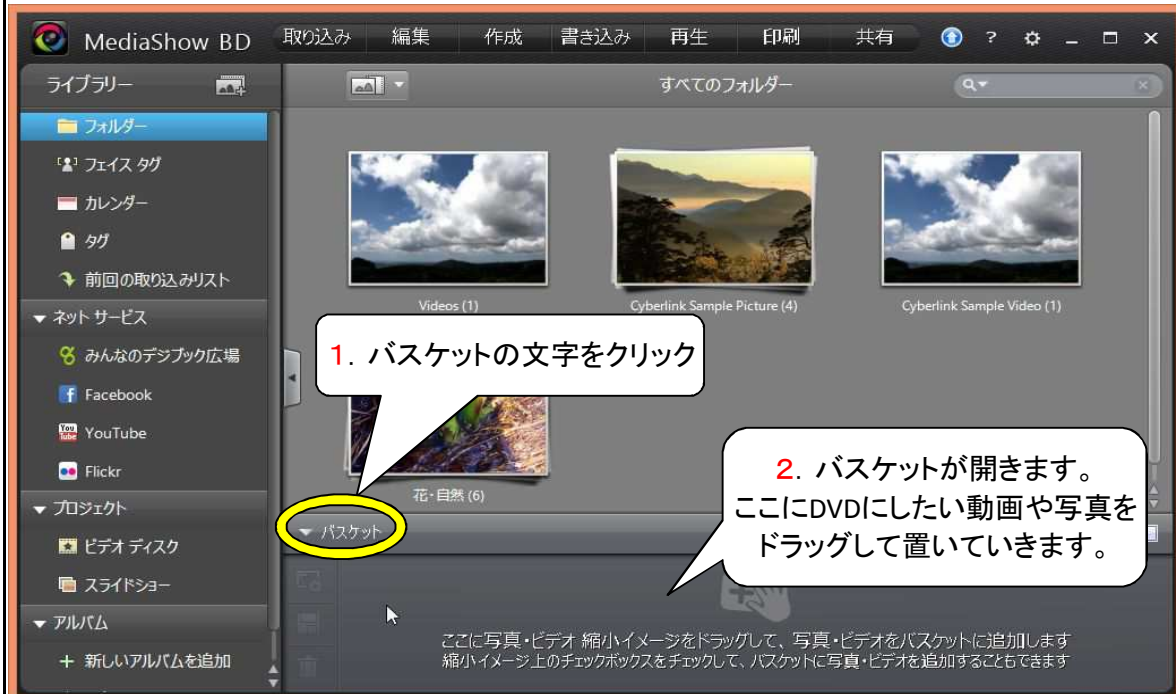 MediaShow BD 取り込み 編集 作成 書き込み 再生 印刷 共有 ?
ライブラリー すべてのフォルダー
フォルダー
フェイス タグ
カレンダー
タグ
前回の取り込みリスト
ネット サービス
みんなのデジブック広場
Facebook
YouTube
Flickr
プロジェクト
ビデオ ディスク
スライドショー
アルバム
+ 新しいアルバムを追加
Videos (1) Cyberlink Sample Picture (4) Cyberlink Sample Video (1)
1. バスケットの文字をクリック
花・自然 (6)
バスケット
2. バスケットが開きます。
ここにDVDにしたい動画や写真を
ドラッグして置いていきます。
ここに写真・ビデオ 縮小イメージをドラッグして、写真・ビデオをバスケットに追加します
縮小イメージ上のチェックボックスをチェックして、バスケットに写真・ビデオを追加することもできます